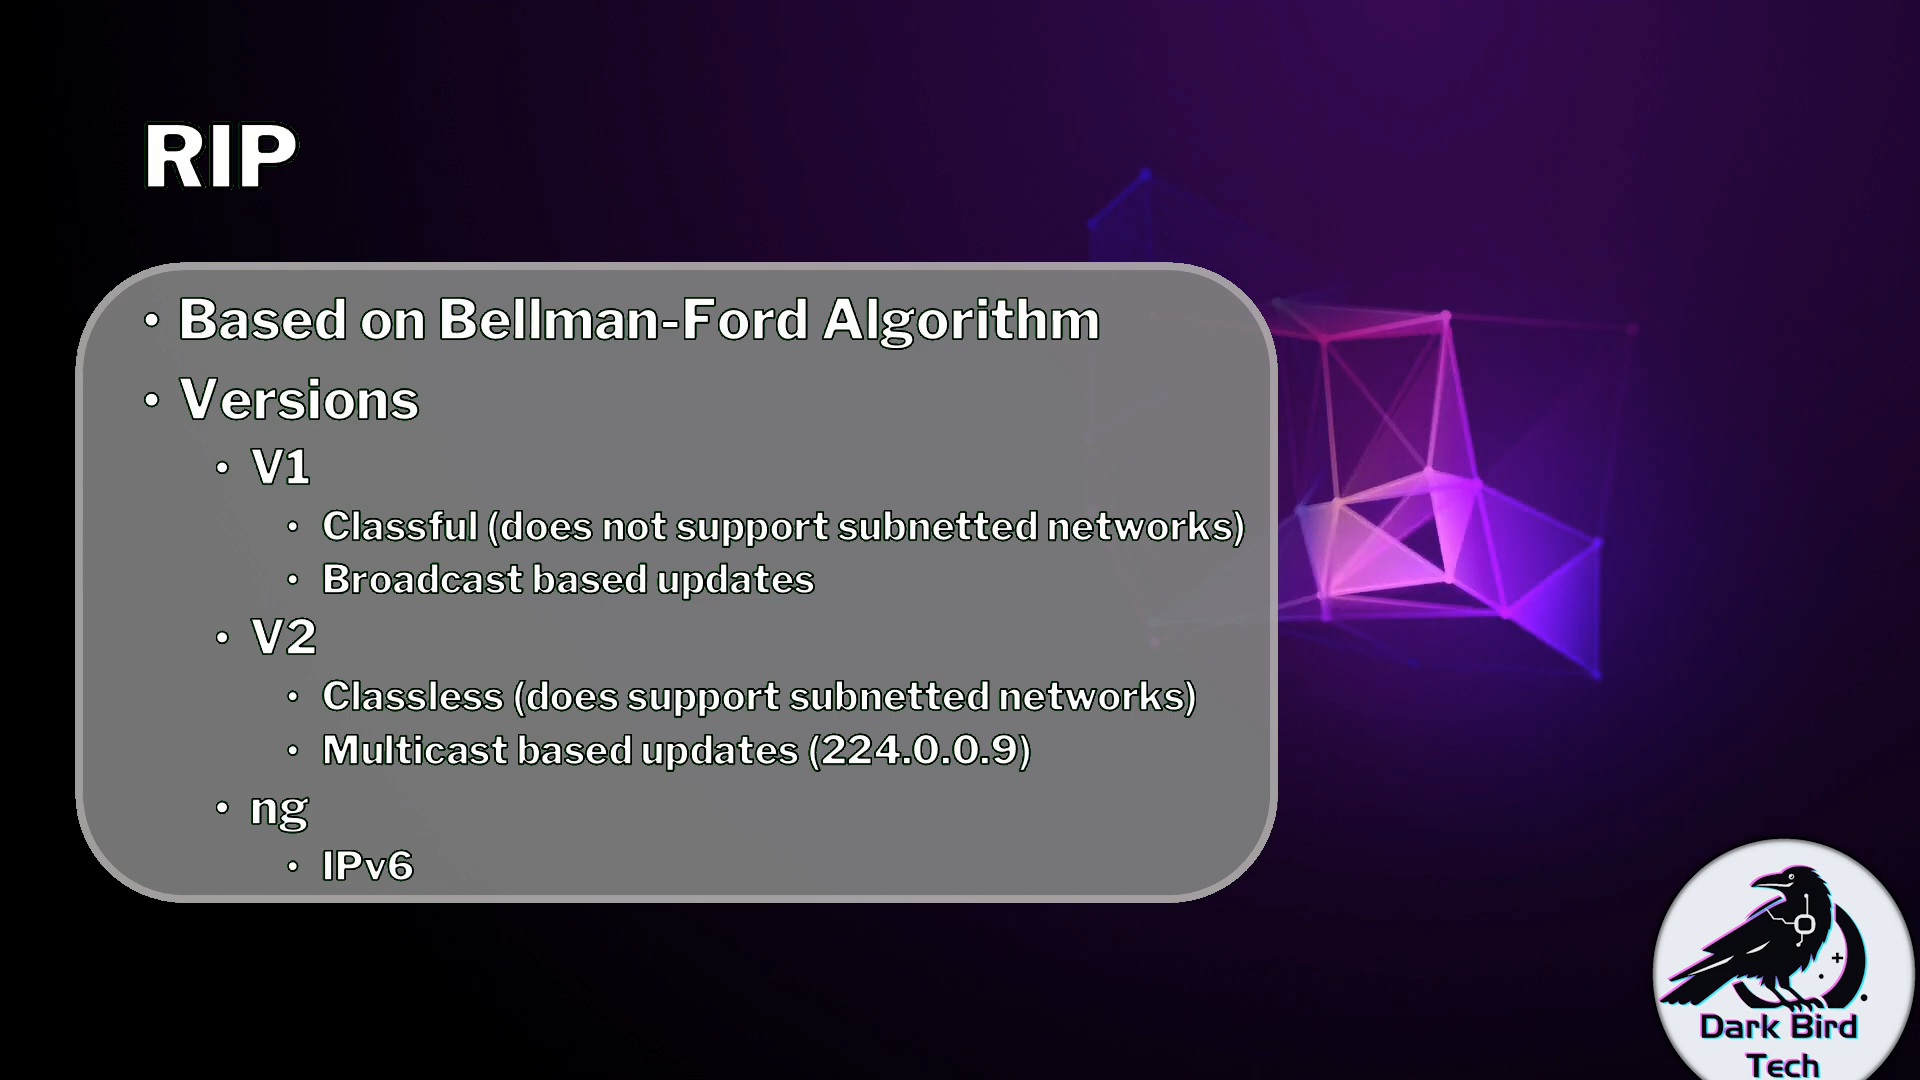 RIP
• Based on Bellman-Ford Algorithm
• Versions
• V1
• Classful (does not support subnetted networks)
• Broadcast based updates
• V2
• Classless (does support subnetted networks)
• Multicast based updates (224.0.0.9)
• ng
• IPv6
Dark Bird
Tech